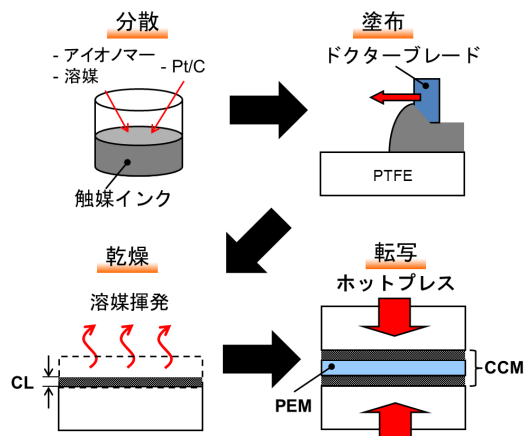 分散
- アイオノマー
- 溶媒
- Pt/C
触媒インク
塗布
ドクターブレード
PTFE
乾燥
溶媒揮発
CL
転写
ホットプレス
PEM
CCM